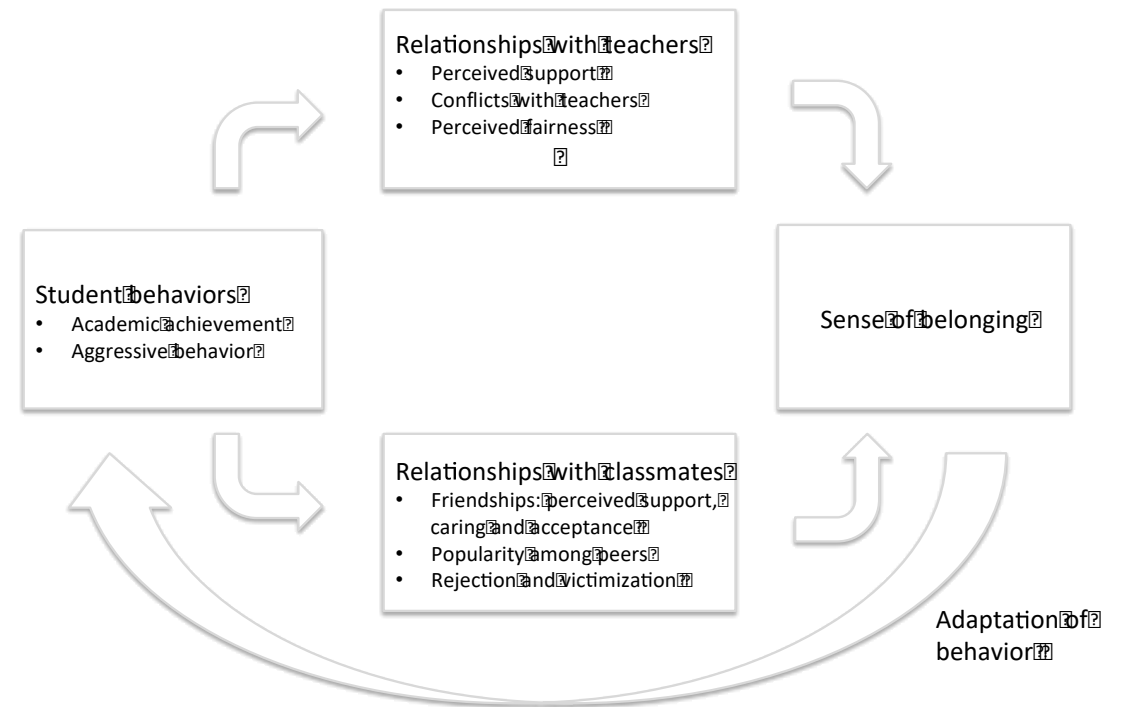 Relationships with teachers
• Perceived support
• Conflicts with teachers
• Perceived fairness
Student behaviors
• Academic achievement
• Aggressive behavior
Sense of belonging
Relationships with classmates
• Friendships: perceived support,
caring and acceptance
• Popularity among peers
• Rejection and victimization
Adaptation of
behavior